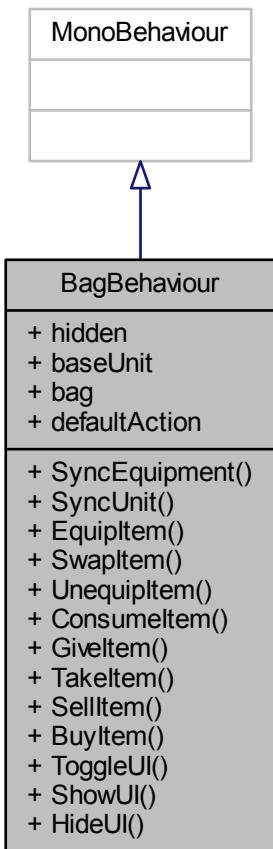 MonoBehaviour
BagBehaviour
+ hidden
+ baseUnit
+ bag
+ defaultAction
+ SyncEquipment()
+ SyncUnit()
+ EquipItem()
+ SwapItem()
+ UnequipItem()
+ ConsumeItem()
+ GiveItem()
+ TakeItem()
+ SellItem()
+ BuyItem()
+ ToggleUI()
+ ShowUI()
+ HideUI()